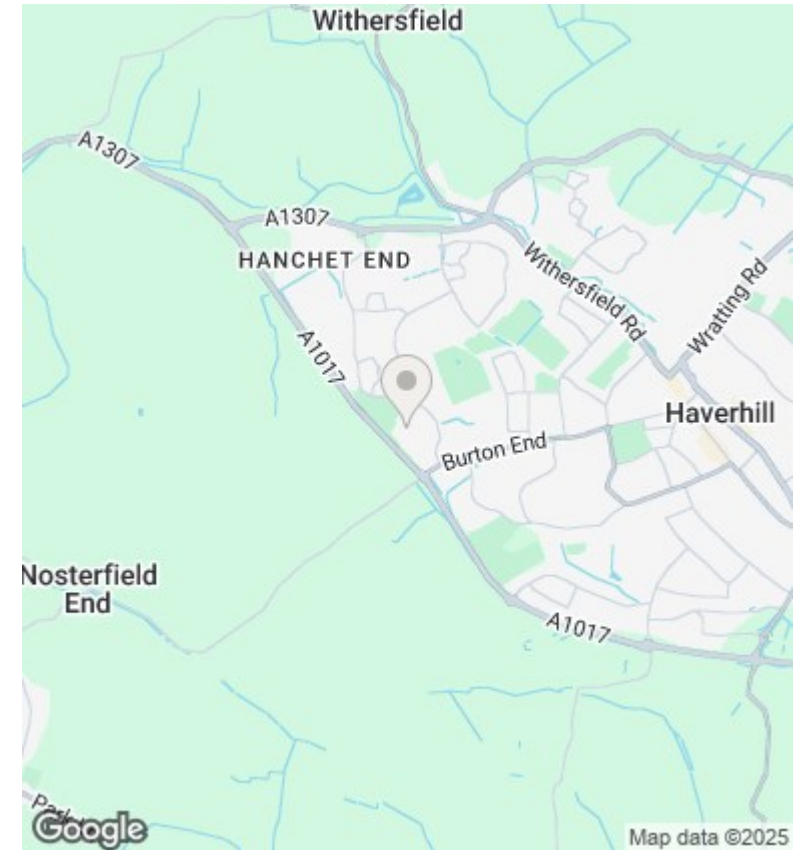 Withersfield
A1307
A1307
HANCHET END
Withersfield Rd
Wratting Rd
A1017
Haverhill
Burton End
Nosterfield
End
A1017
Google
Map data ©2025